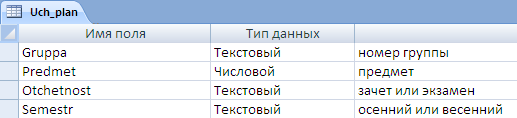 Uch_plan
Имя поля Тип данных
Gruppa Текстовый номер группы
Predmet Числовой предмет
Otchetnost Текстовый зачет или экзамен
Semestr Текстовый осенний или весенний